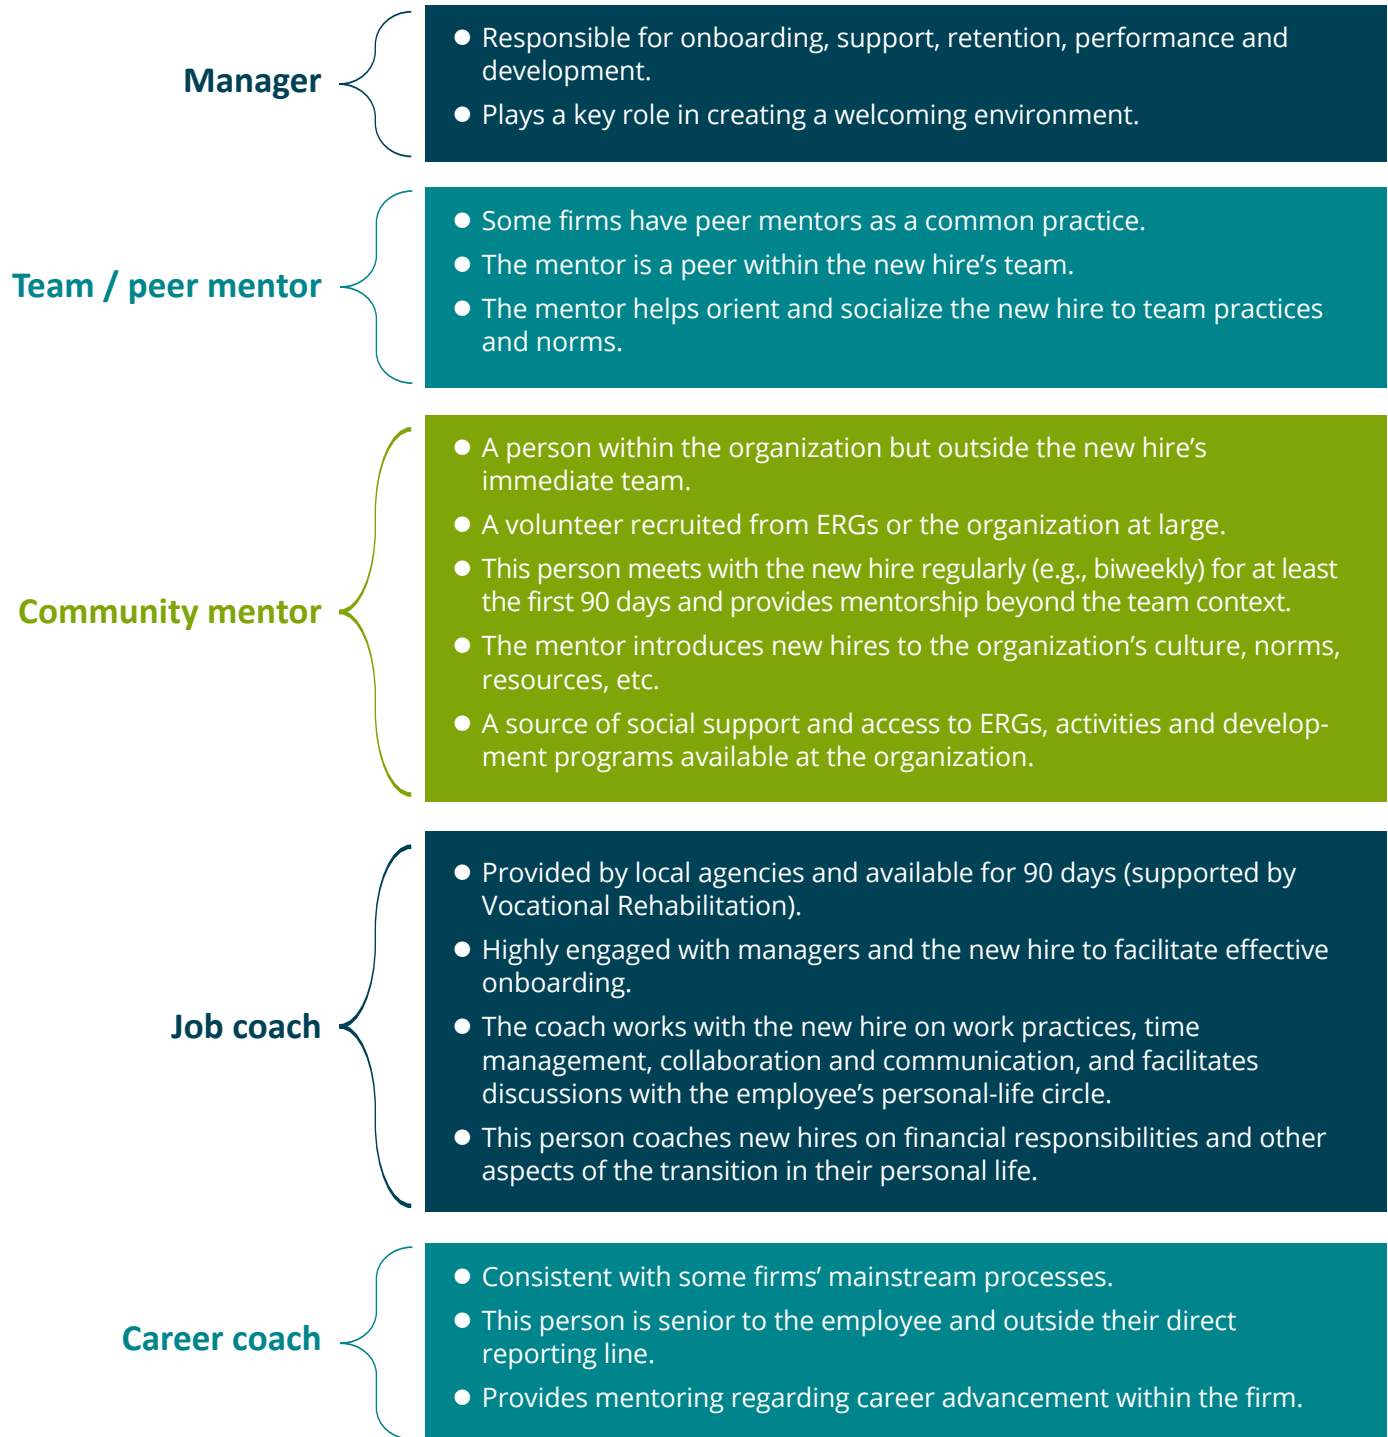 Manager
● Responsible for onboarding, support, retention, performance and
development.
● Plays a key role in creating a welcoming environment.
Team / peer mentor
● Some firms have peer mentors as a common practice.
● The mentor is a peer within the new hire’s team.
● The mentor helps orient and socialize the new hire to team practices
and norms.
Community mentor
● A person within the organization but outside the new hire’s
immediate team.
● A volunteer recruited from ERGs or the organization at large.
● This person meets with the new hire regularly (e.g., biweekly) for at least
the first 90 days and provides mentorship beyond the team context.
● The mentor introduces new hires to the organization’s culture, norms,
resources, etc.
● A source of social support and access to ERGs, activities and develop-
ment programs available at the organization.
Job coach
● Provided by local agencies and available for 90 days (supported by
Vocational Rehabilitation).
● Highly engaged with managers and the new hire to facilitate effective
onboarding.
● The coach works with the new hire on work practices, time
management, collaboration and communication, and facilitates
discussions with the employee’s personal-life circle.
● This person coaches new hires on financial responsibilities and other
aspects of the transition in their personal life.
Career coach
● Consistent with some firms’ mainstream processes.
● This person is senior to the employee and outside their direct
reporting line.
● Provides mentoring regarding career advancement within the firm.